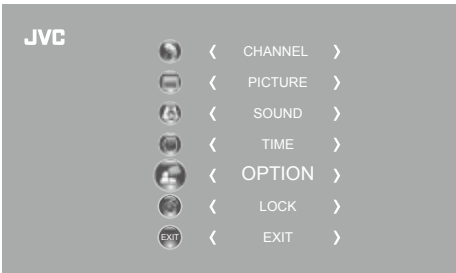 JVC
CHANNEL
PICTURE
SOUND
TIME
OPTION
LOCK
EXIT EXIT